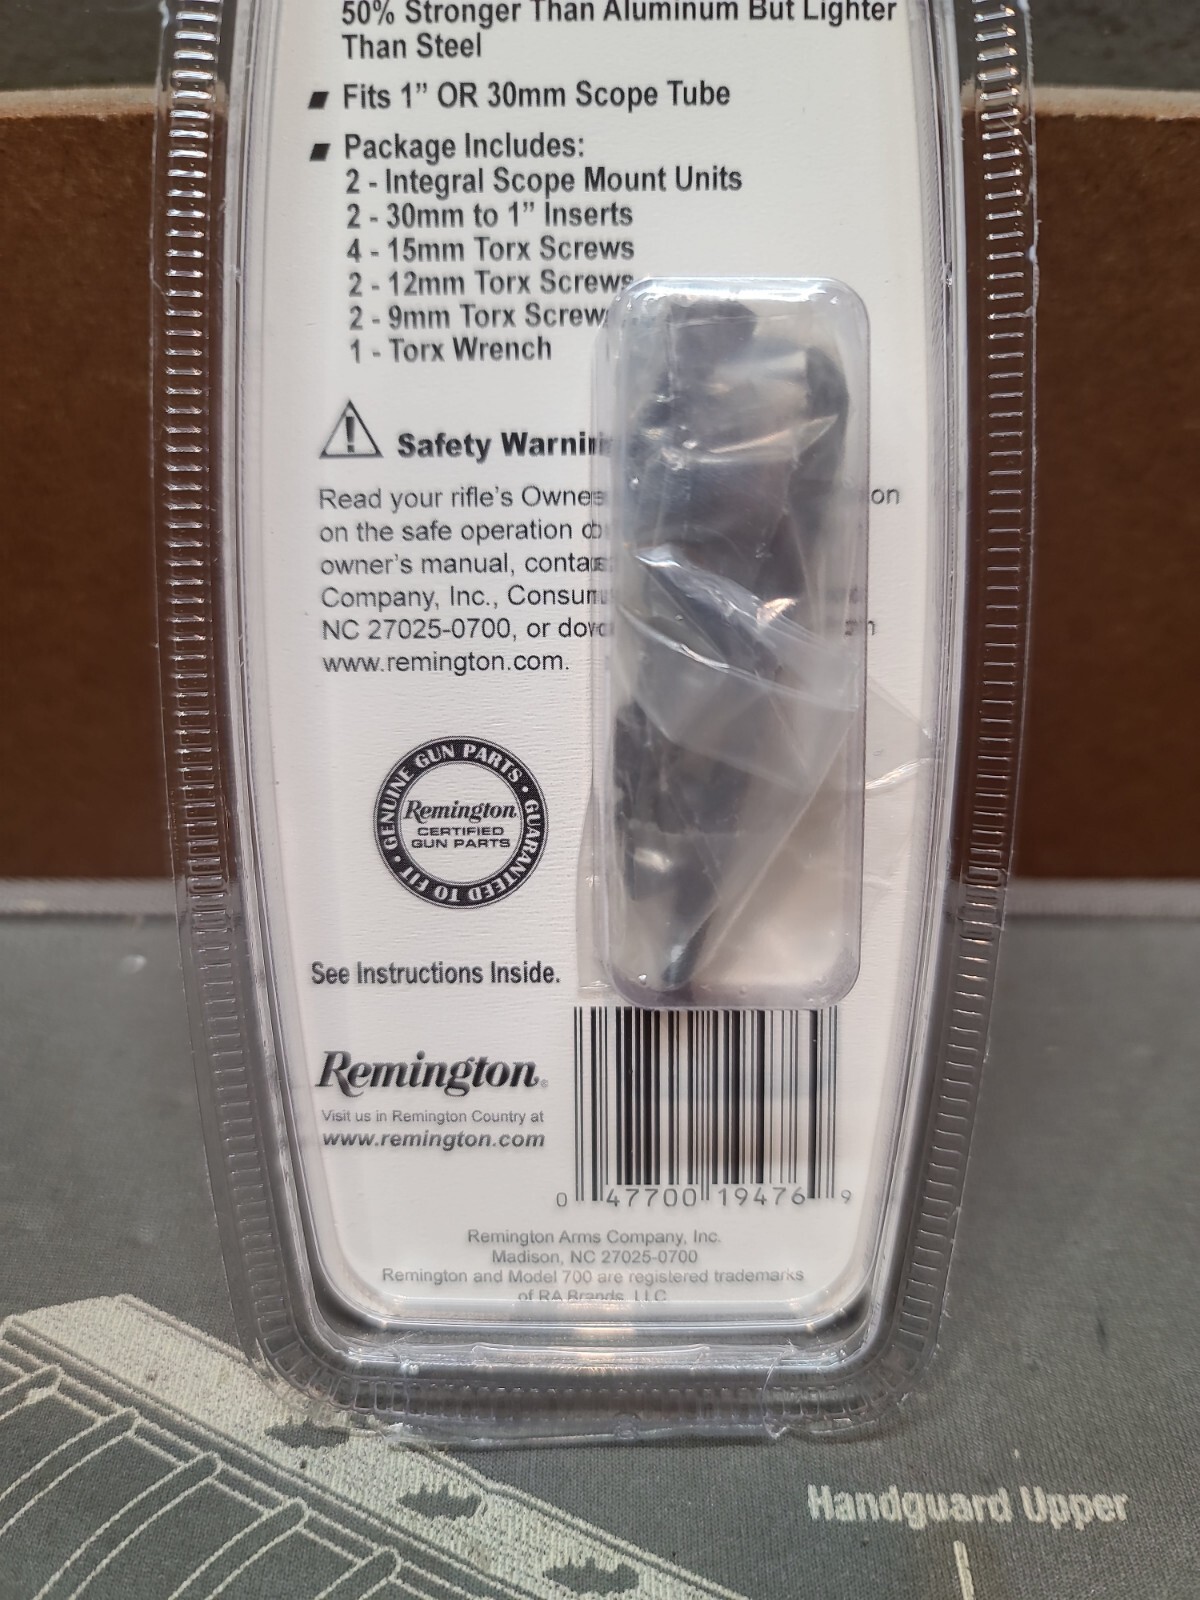 50% Stronger Than Aluminum But Lighter
Than Steel
Fits 1” OR 30mm Scope Tube
Package Includes:
2 - Integral Scope Mount Units
2 - 30mm to 1” Inserts
4 - 15mm Torx Screws
2 - 12mm Torx Screws
2 - 9mm Torx Screw
1 - Torx Wrench
Safety
Read your rifle's on
on the safe operation
owner's manual,
Company, Inc.,
NC 27025-0700, or
www.remington.com.
GENUINE GUN PARTS • GUARANTEED TO FIT •
Remington
CERTIFIED
GUN PARTS
See Instructions Inside.
Remington®
Visit us in Remington Country at
www.remington.com
0 47700 19476 9
Remington Arms Company, Inc.
Madison, NC 27025-0700
Remington and Model 700 are registered trademarks
of RA Brands, LLC
Handguard Upper